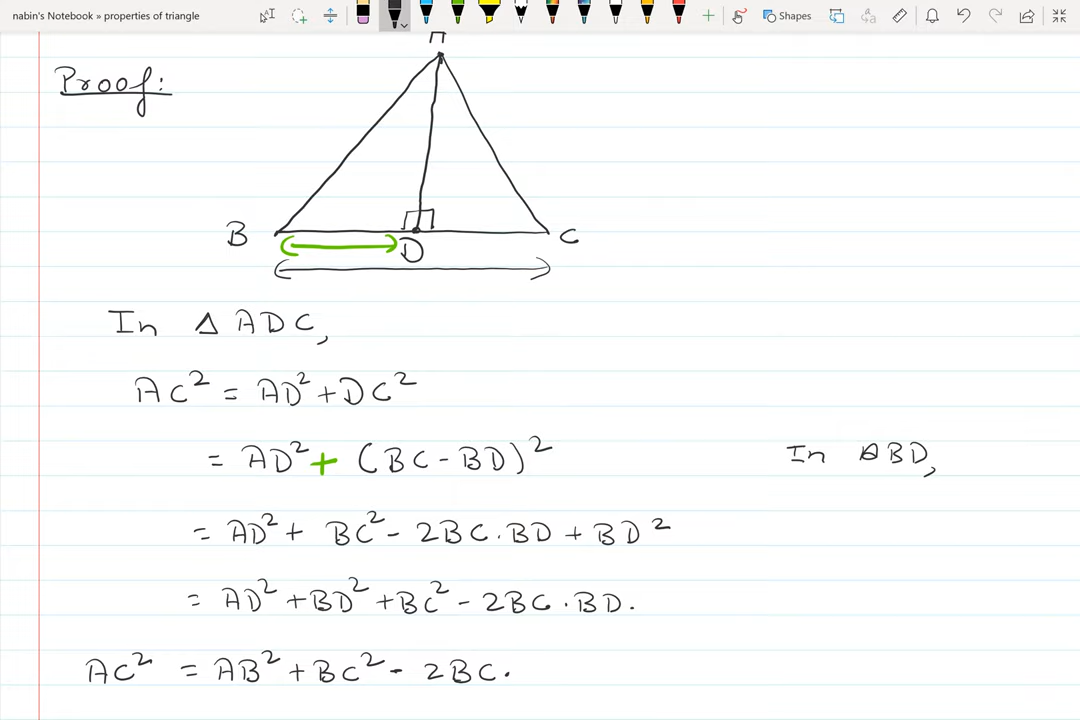 nabin's Notebook » properties of triangle
Shapes
Proof:
B
D
C
In Δ ADC,
AC² = AD² + DC²
= AD² + (BC - BD)²
In ΔBD,
= AD² + BC² - 2BC.BD + BD²
= AD² + BD² + BC² - 2BC.BD.
AC² = AB² + BC² - 2BC.